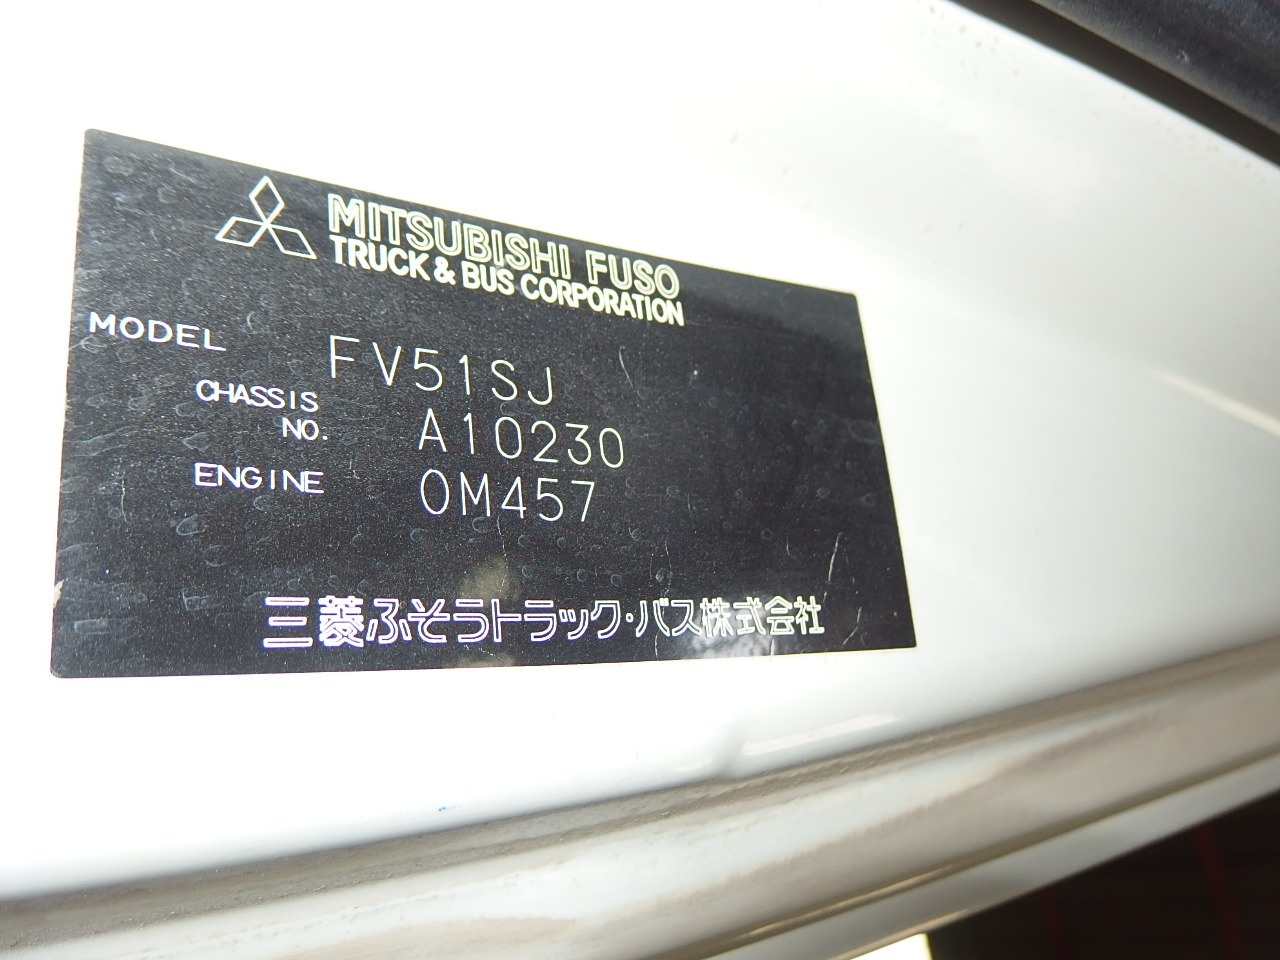 MITSUBISHI FUSO
TRUCK & BUS CORPORATION
MODEL FV51SJ
CHASSIS NO. A10230
ENGINE OM457
三菱ふそうトラック・バス株式会社